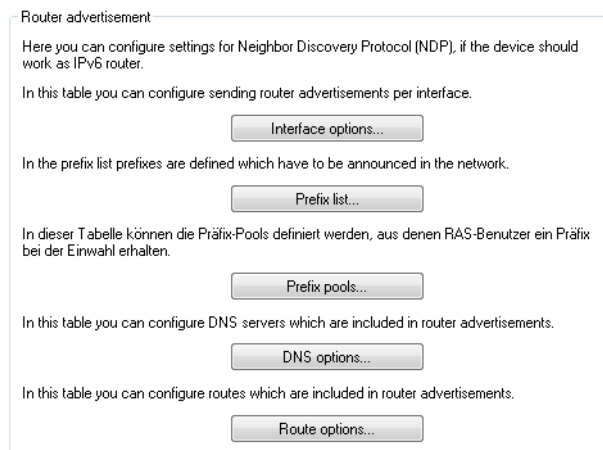 Router advertisement
Here you can configure settings for Neighbor Discovery Protocol (NDP), if the device should
work as IPv6 router.
In this table you can configure sending router advertisements per interface.
Interface options...
In the prefix list prefixes are defined which have to be announced in the network.
Prefix list...
In dieser Tabelle können die Präfix-Pools definiert werden, aus denen RAS-Benutzer ein Präfix
bei der Einwahl erhalten.
Prefix pools...
In this table you can configure DNS servers which are included in router advertisements.
DNS options...
In this table you can configure routes which are included in router advertisements.
Route options...